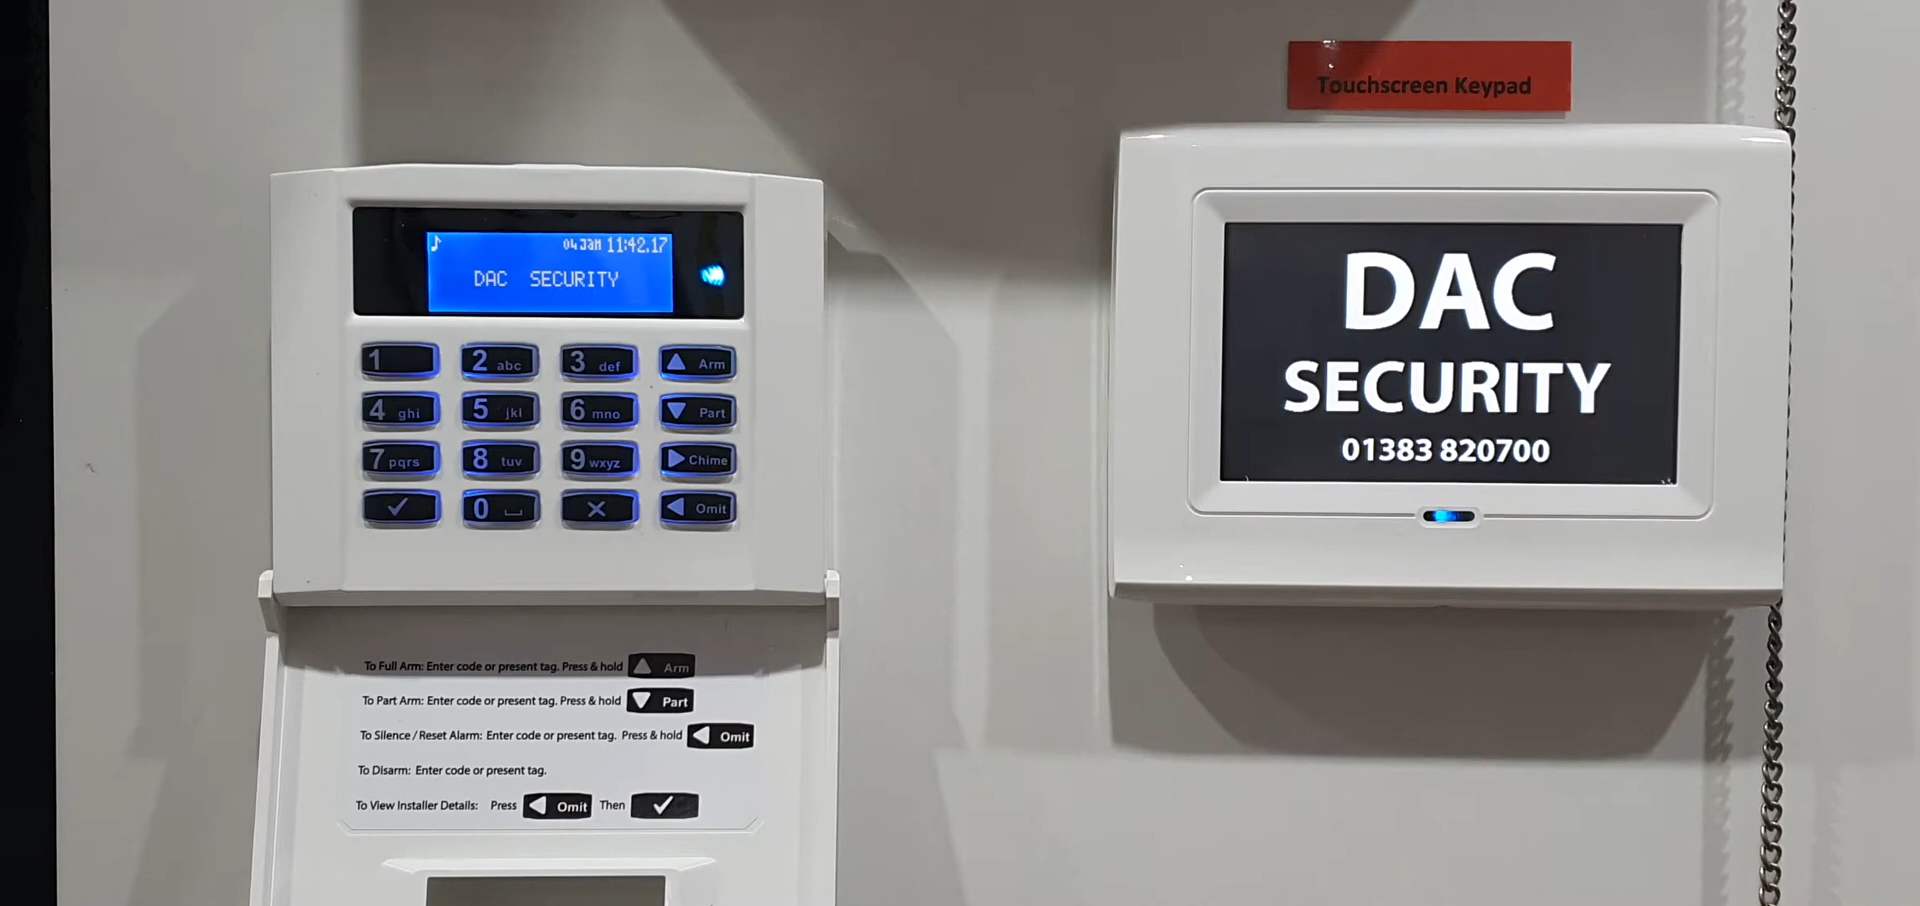 Touchscreen Keypad
04 Jan 11:42.17
DAC SECURITY
1
2 abc
3 def
Arm
4 ghi
5 jkl
6 mno
Part
7 pqrs
8 tuv
9 wxyz
Chime
0
Omit
DAC
SECURITY
01383 820700
To Full Arm: Enter code or present tag. Press & hold Arm
To Part Arm: Enter code or present tag. Press & hold Part
To Silence / Reset Alarm: Enter code or present tag. Press & hold Omit
To Disarm: Enter code or present tag.
To View Installer Details: Press Omit Then